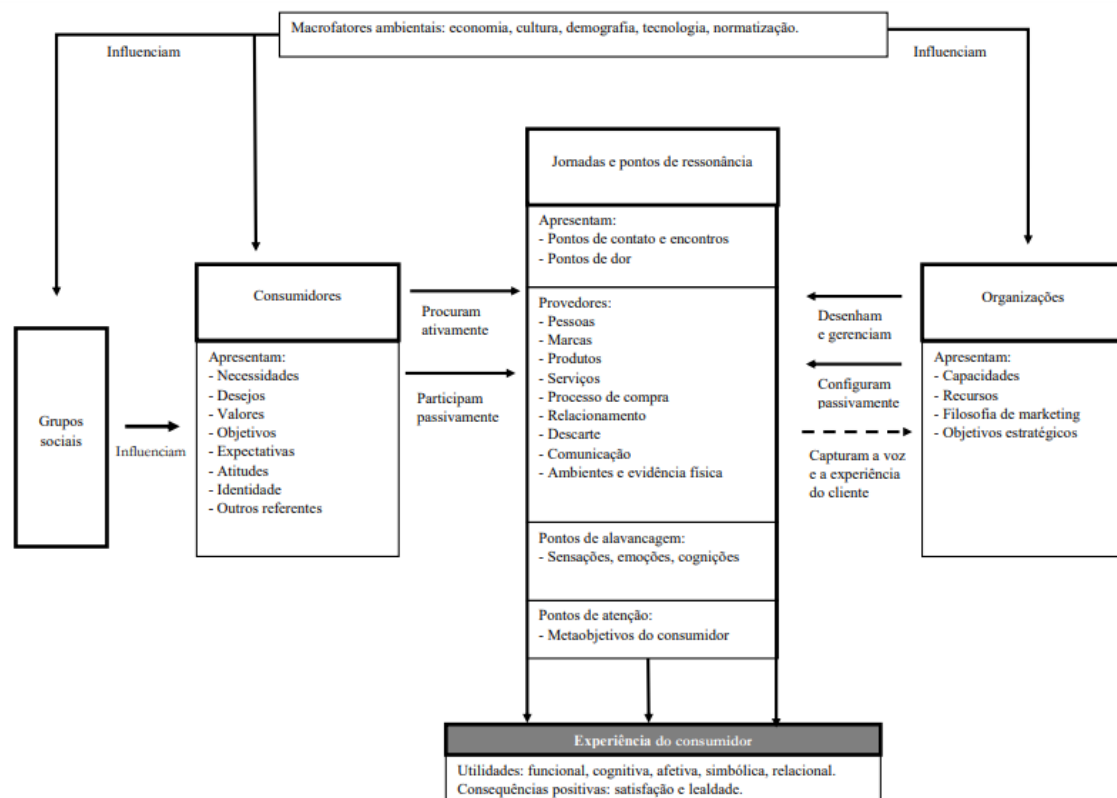 Macrofatores ambientais: economia, cultura, demografia, tecnologia, normatização.
Influenciam
Influenciam
Jornadas e pontos de ressonância
Apresentam:
- Pontos de contato e encontros
- Pontos de dor
Consumidores
Procuram
ativamente
Provedores:
- Pessoas
- Marcas
- Produtos
- Serviços
- Processo de compra
- Relacionamento
- Descarte
- Comunicação
- Ambientes e evidência física
Desenham
e gerenciam
Organizações
Grupos
sociais
Influenciam
Apresentam:
- Necessidades
- Desejos
- Valores
- Objetivos
- Expectativas
- Atitudes
- Identidade
- Outros referentes
Participam
passivamente
Configuram
passivamente
Capturam a voz
e a experiência
do cliente
Apresentam:
- Capacidades
- Recursos
- Filosofia de marketing
- Objetivos estratégicos
Pontos de alavancagem:
- Sensações, emoções, cognições
Pontos de atenção:
- Metaobjetivos do consumidor
Experiência do consumidor
Utilidades: funcional, cognitiva, afetiva, simbólica, relacional.
Consequências positivas: satisfação e lealdade.